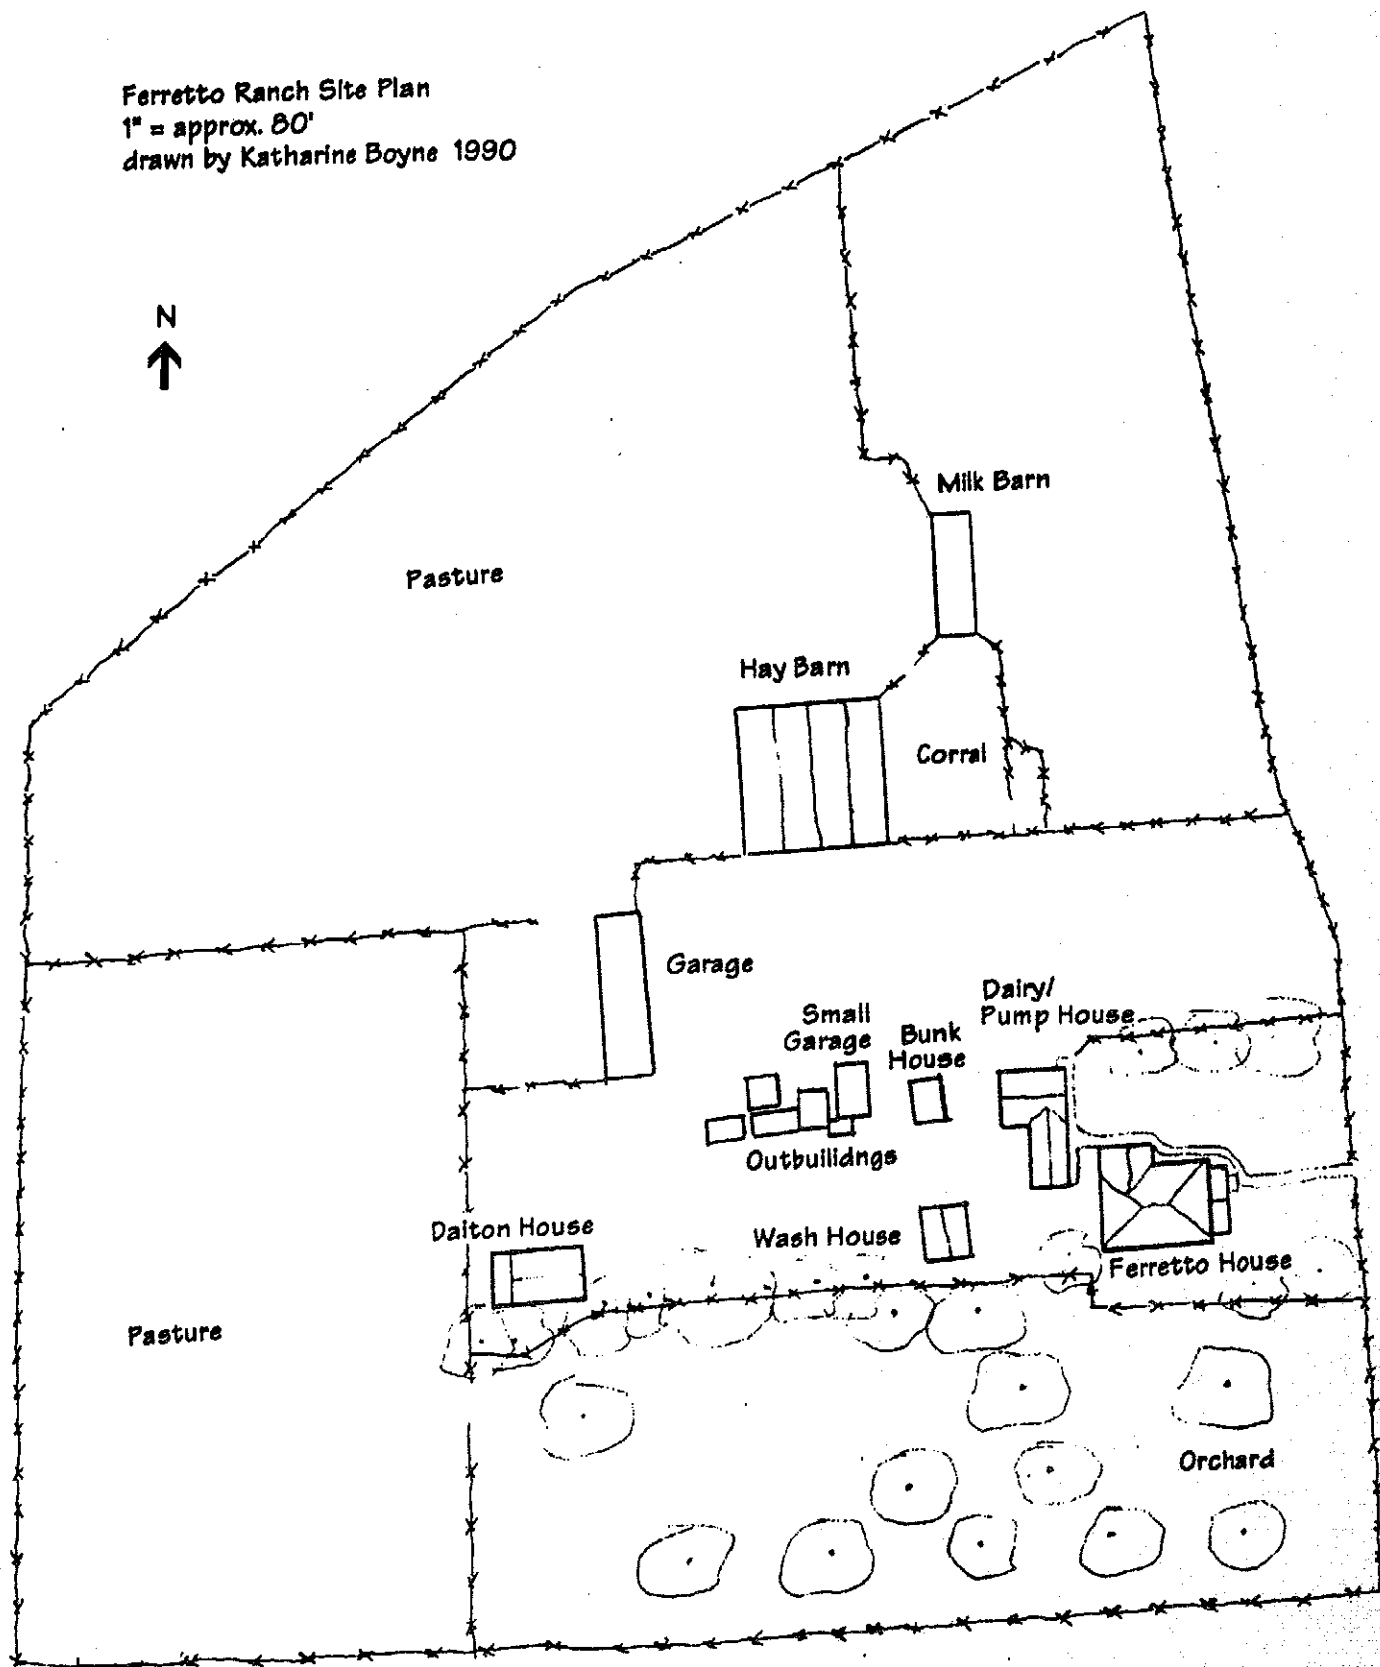 Ferretto Ranch Site Plan
1" = approx. 80'
drawn by Katharine Boyne 1990
N
Milk Barn
Pasture
Hay Barn
Corral
Garage
Dairy/
Pump House
Small
Garage
Bunk
House
Outbuilidngs
Dalton House
Wash House
Ferretto House
Pasture
Orchard